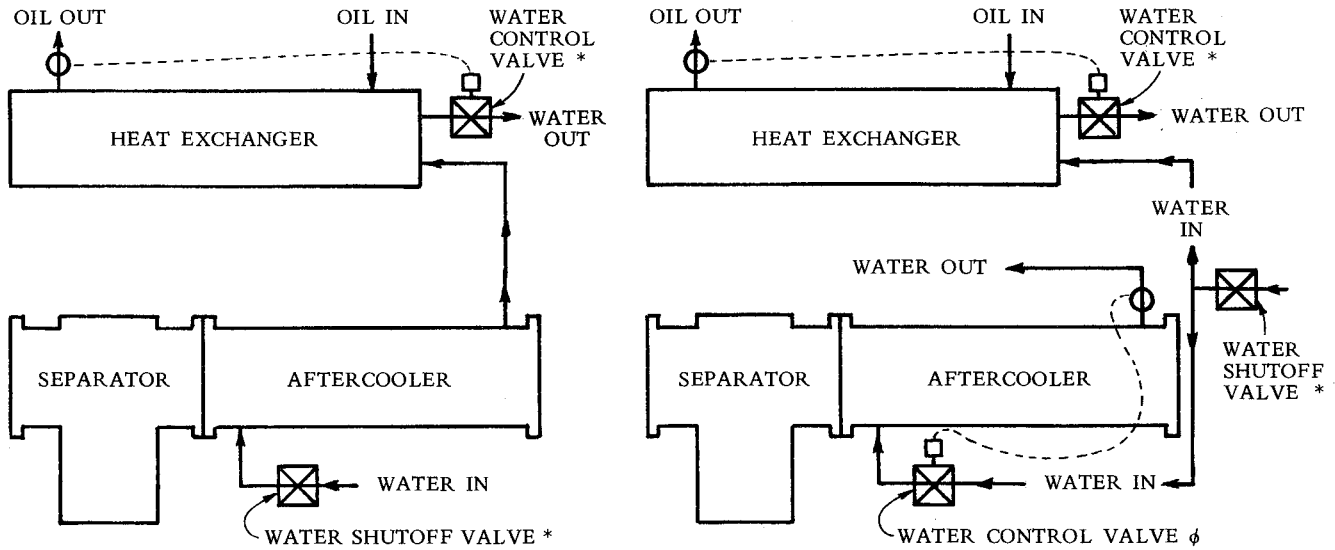 OIL OUT
OIL IN
WATER
CONTROL
VALVE *
HEAT EXCHANGER
WATER
OUT
SEPARATOR
AFTERCOOLER
WATER IN
WATER SHUTOFF VALVE *
OIL OUT
OIL IN
WATER
CONTROL
VALVE *
HEAT EXCHANGER
WATER OUT
WATER
IN
WATER OUT
SEPARATOR
AFTERCOOLER
WATER
SHUTOFF
VALVE *
WATER IN
WATER CONTROL VALVE ϕ